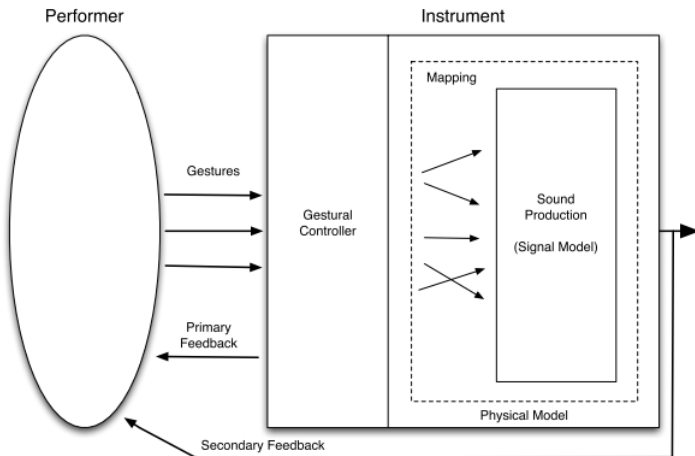 Performer
Instrument
Mapping
Gestures
Gestural
Controller
Sound
Production
(Signal Model)
Primary
Feedback
Physical Model
Secondary Feedback